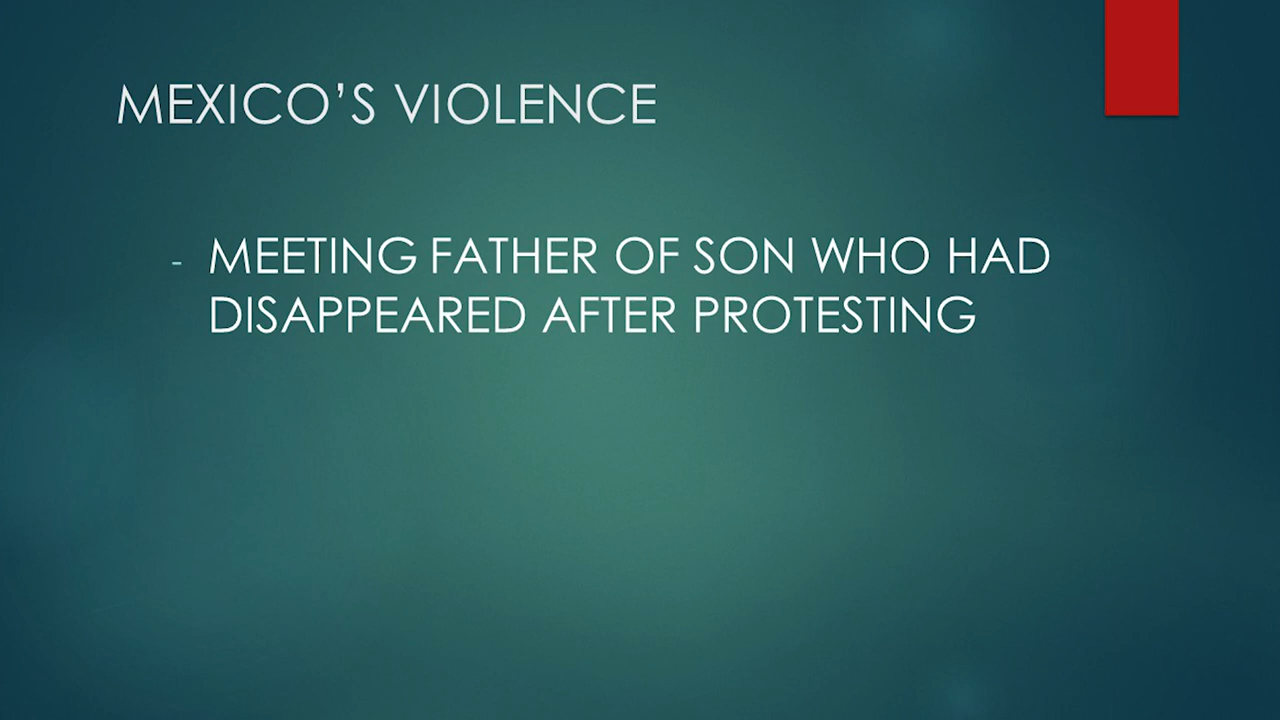 MEXICO’S VIOLENCE
- MEETING FATHER OF SON WHO HAD
DISAPPEARED AFTER PROTESTING